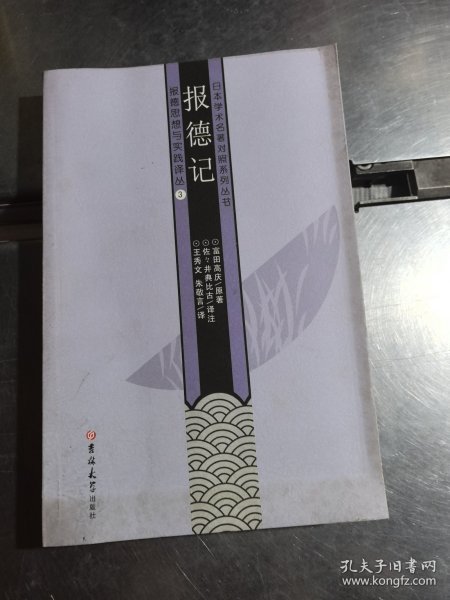 日本学术名著对照系列丛书
报德记
报德思想与实践译丛③
⊙富田高庆/原著
⊙佐々井典比古/译注
⊙王秀文 朱敬言/译
吉林大学出版社
孔夫子旧书网
www.kongfz.com